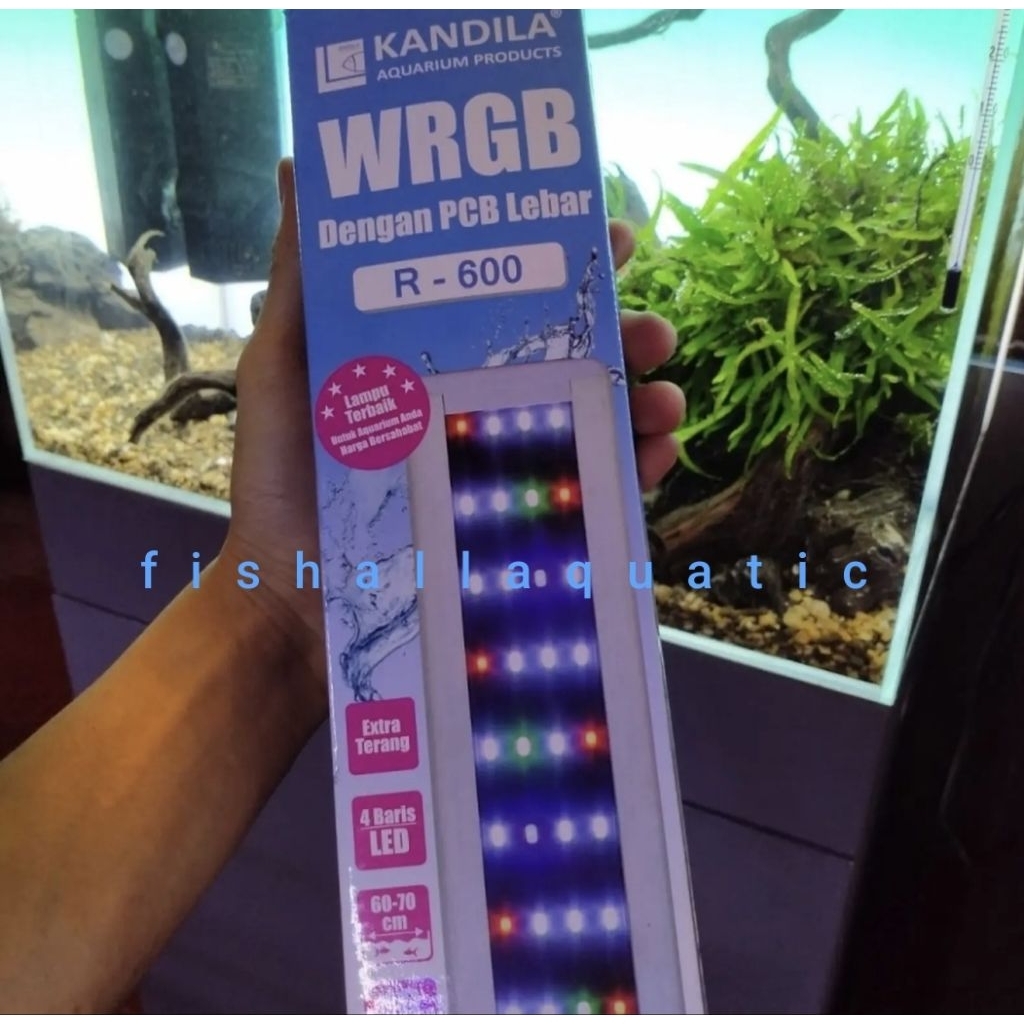 KANDILA®
AQUARIUM PRODUCTS
WRGB
Dengan PCB Lebar
R - 600
Lampu
Terbaik
Untuk Aquarium Anda
Harga Bersahabat
fishallaquatic
Extra
Terang
4 Baris
LED
60-70
cm